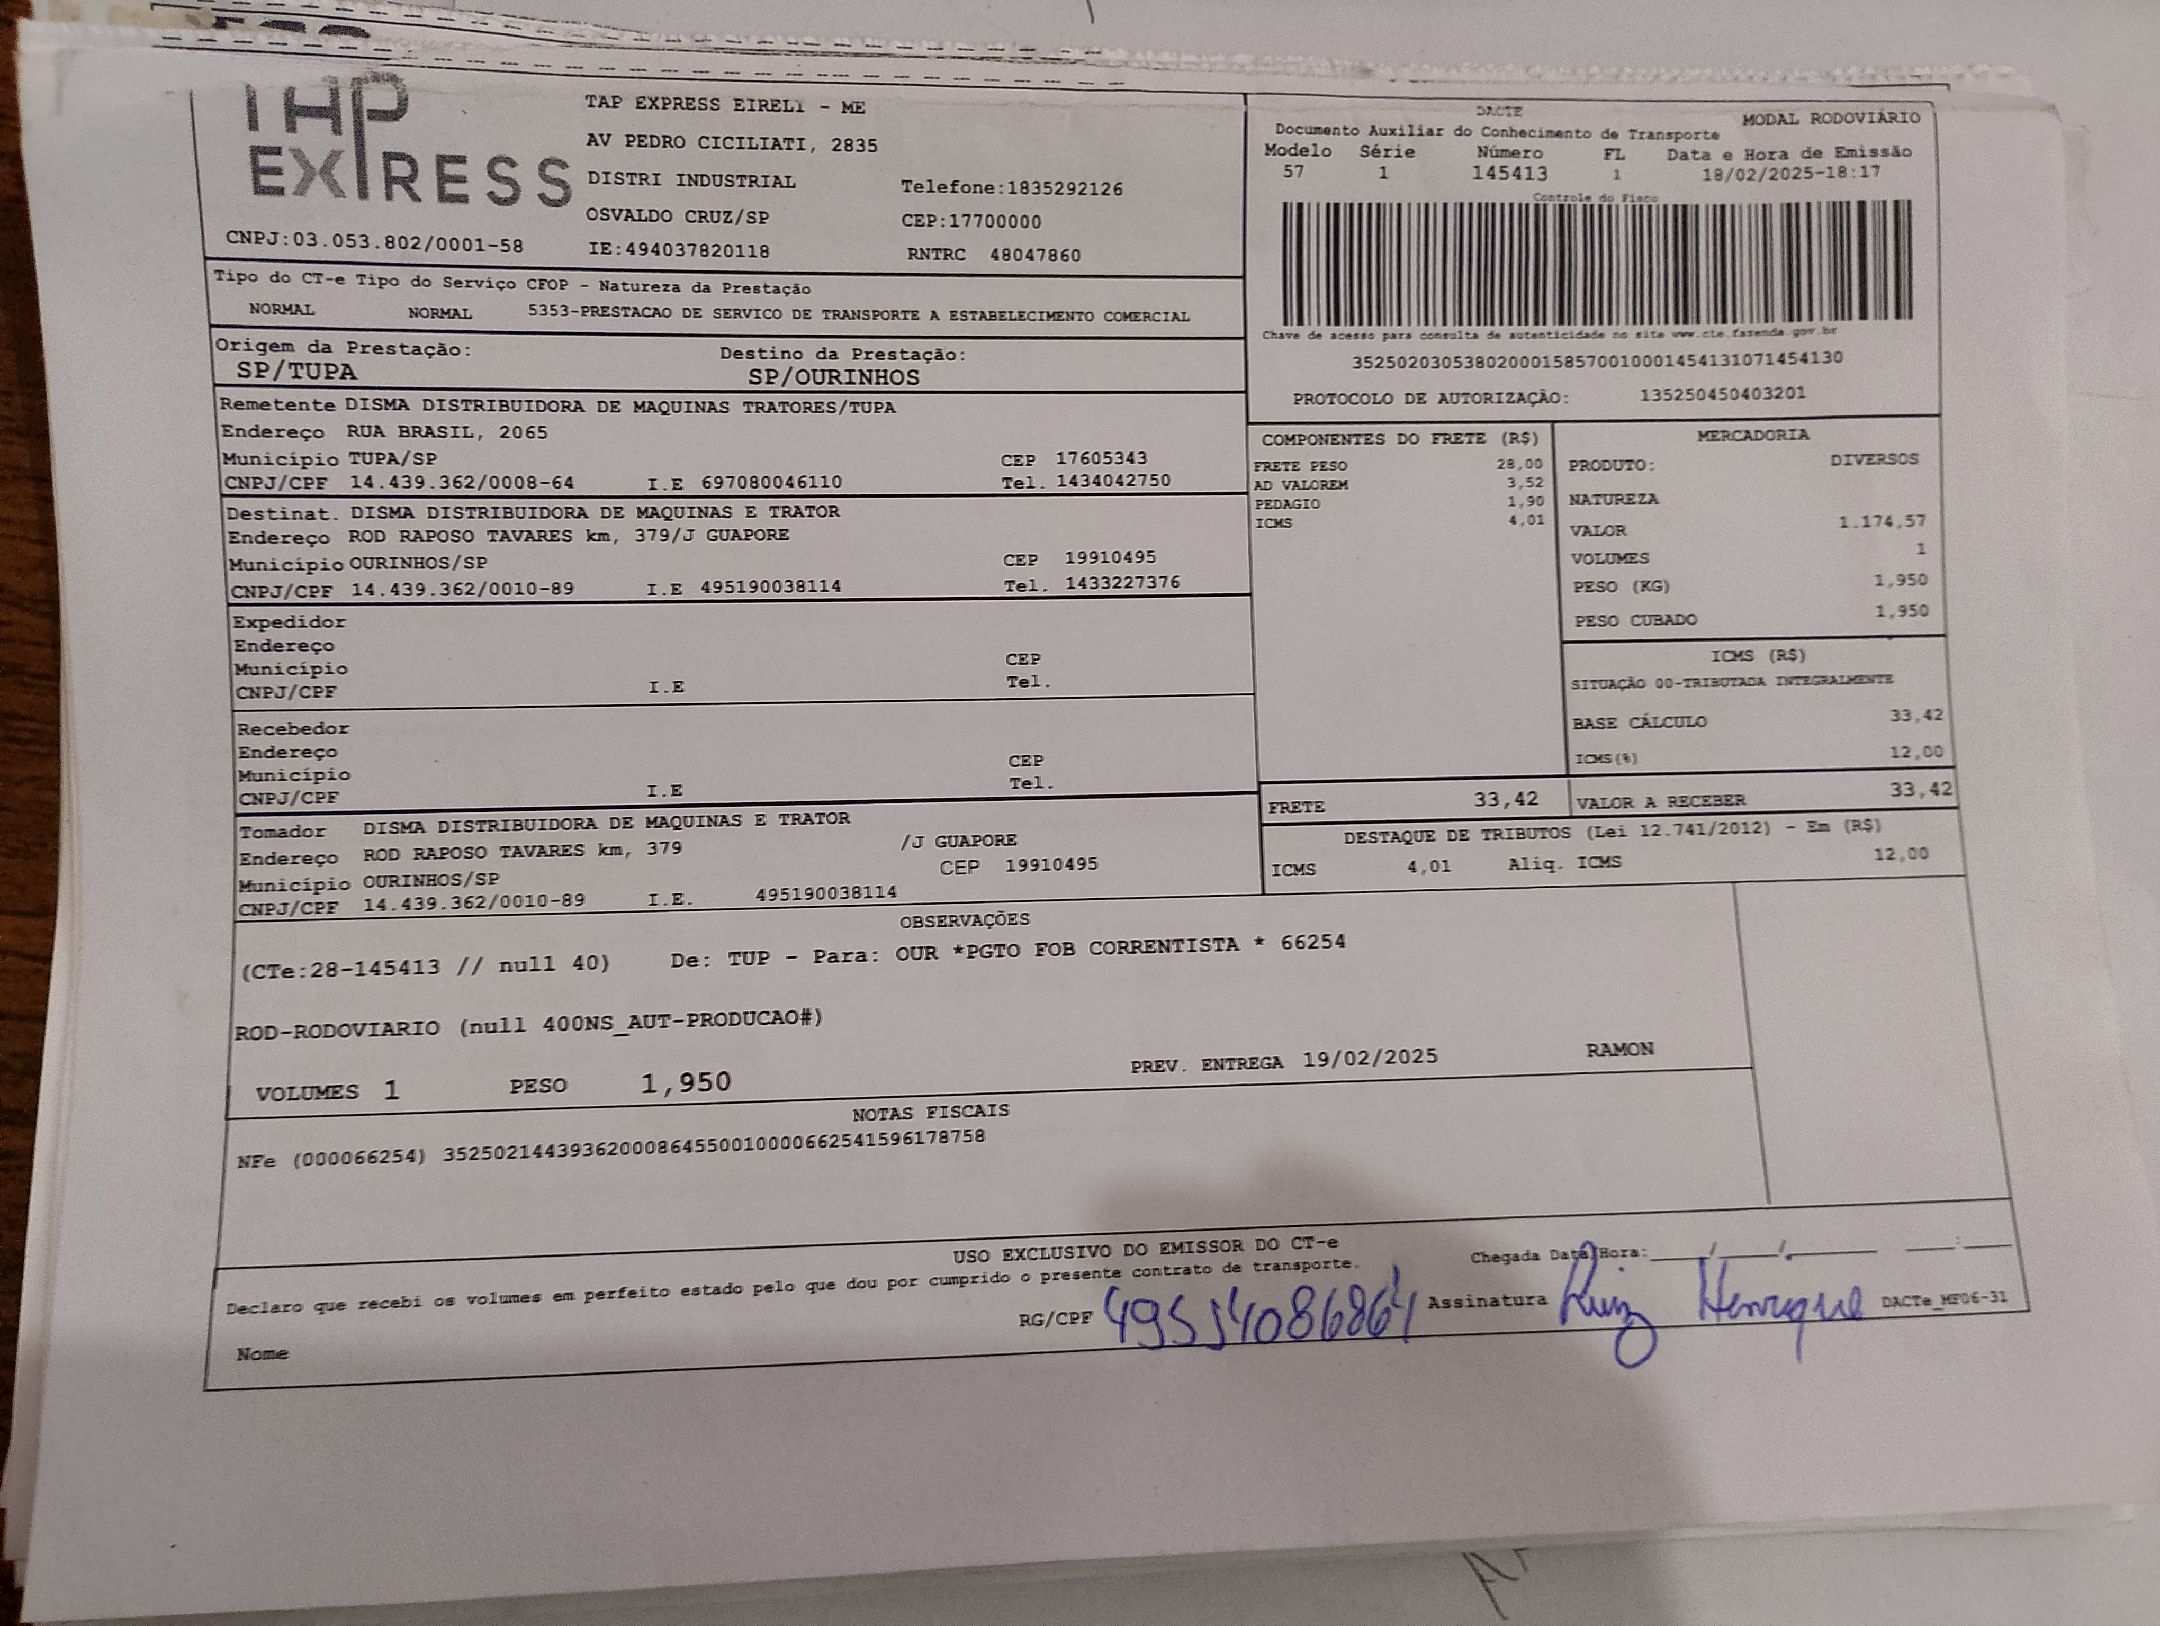 TAP
EXPRESS
CNPJ:03.053.802/0001-58
TAP EXPRESS EIRELI - ME
AV PEDRO CICILIATI, 2835
DISTRI INDUSTRIAL Telefone:1835292126
OSVALDO CRUZ/SP CEP:17700000
IE:494037820118 RNTRC 48047860
DACTE MODAL RODOVIÁRIO
Documento Auxiliar do Conhecimento de Transporte
Modelo Série Número FL Data e Hora de Emissão
57 1 145413 1 18/02/2025-18:17
Controle do Fisco
Chave de acesso para consulta de autenticidade no site www.cte.fazenda.gov.br
35250203053802000158570010001454131071454130
PROTOCOLO DE AUTORIZAÇÃO: 135250450403201
Tipo do CT-e Tipo do Serviço CFOP - Natureza da Prestação
NORMAL NORMAL 5353-PRESTACAO DE SERVICO DE TRANSPORTE A ESTABELECIMENTO COMERCIAL
Origem da Prestação: Destino da Prestação:
SP/TUPA SP/OURINHOS
Remetente DISMA DISTRIBUIDORA DE MAQUINAS TRATORES/TUPA
Endereço RUA BRASIL, 2065
Município TUPA/SP CEP 17605343
CNPJ/CPF 14.439.362/0008-64 I.E 697080046110 Tel. 1434042750
Destinat. DISMA DISTRIBUIDORA DE MAQUINAS E TRATOR
Endereço ROD RAPOSO TAVARES km, 379/J GUAPORE
Município OURINHOS/SP CEP 19910495
CNPJ/CPF 14.439.362/0010-89 I.E 495190038114 Tel. 1433227376
Expedidor
Endereço
Município CEP
CNPJ/CPF I.E Tel.
Recebedor
Endereço
Município CEP
CNPJ/CPF I.E Tel.
Tomador DISMA DISTRIBUIDORA DE MAQUINAS E TRATOR
Endereço ROD RAPOSO TAVARES km, 379 /J GUAPORE
Município OURINHOS/SP CEP 19910495
CNPJ/CPF 14.439.362/0010-89 I.E. 495190038114
COMPONENTES DO FRETE (R$)
FRETE PESO 28,00
AD VALOREM 3,52
PEDAGIO 1,90
ICMS 4,01
MERCADORIA
PRODUTO: DIVERSOS
NATUREZA
VALOR 1.174,57
VOLUMES 1
PESO (KG) 1,950
PESO CUBADO 1,950
ICMS (R$)
SITUAÇÃO 00-TRIBUTADA INTEGRALMENTE
BASE CÁLCULO 33,42
ICMS(%) 12,00
FRETE 33,42 VALOR A RECEBER 33,42
DESTAQUE DE TRIBUTOS (Lei 12.741/2012) - Em (R$)
ICMS 4,01 Aliq. ICMS 12,00
OBSERVAÇÕES
(CTe:28-145413 // null 40) De: TUP - Para: OUR *PGTO FOB CORRENTISTA * 66254
ROD-RODOVIARIO (null 400NS_AUT-PRODUCAO#)
VOLUMES 1 PESO 1,950 PREV. ENTREGA 19/02/2025 RAMON
NOTAS FISCAIS
NFe (000066254) 35250214439362000864550010000662541596178758
USO EXCLUSIVO DO EMISSOR DO CT-e
Declaro que recebi os volumes em perfeito estado pelo que dou por cumprido o presente contrato de transporte. Chegada Data/Hora:____/____/______ ___:___
Nome RG/CPF 49554086864 Assinatura Ruiz Henrique DACTe_MF06-31